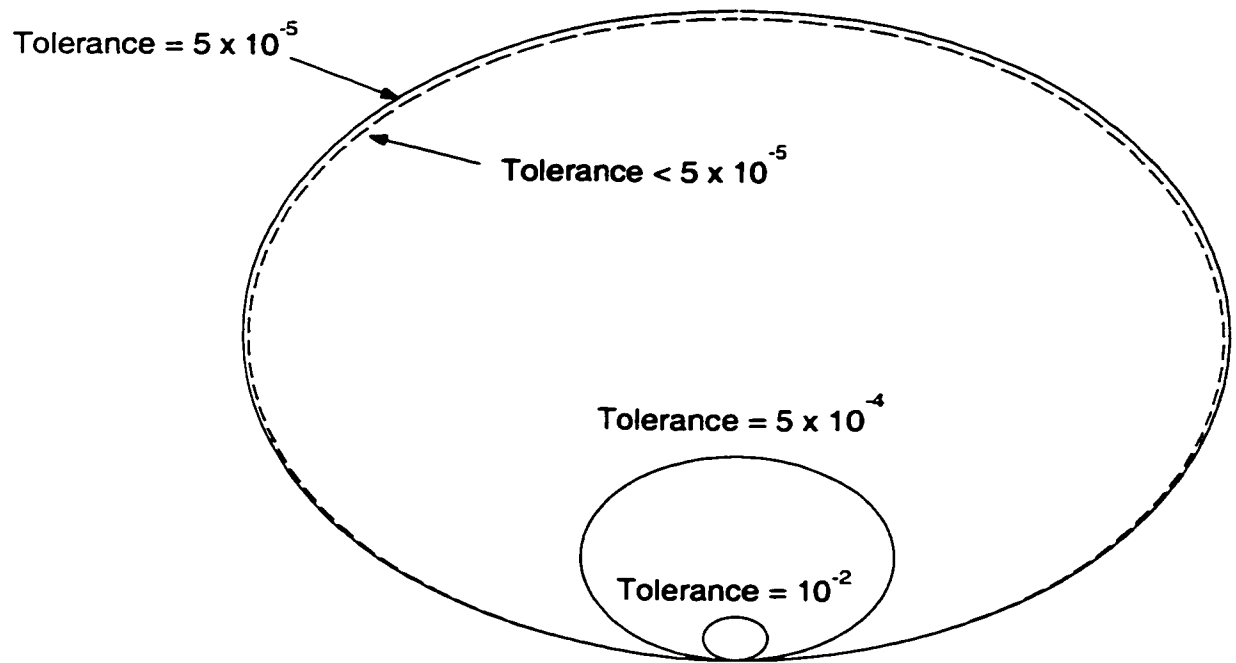 Tolerance = 5 x 10⁻⁵
Tolerance < 5 x 10⁻⁵
Tolerance = 5 x 10⁻⁴
Tolerance = 10⁻²